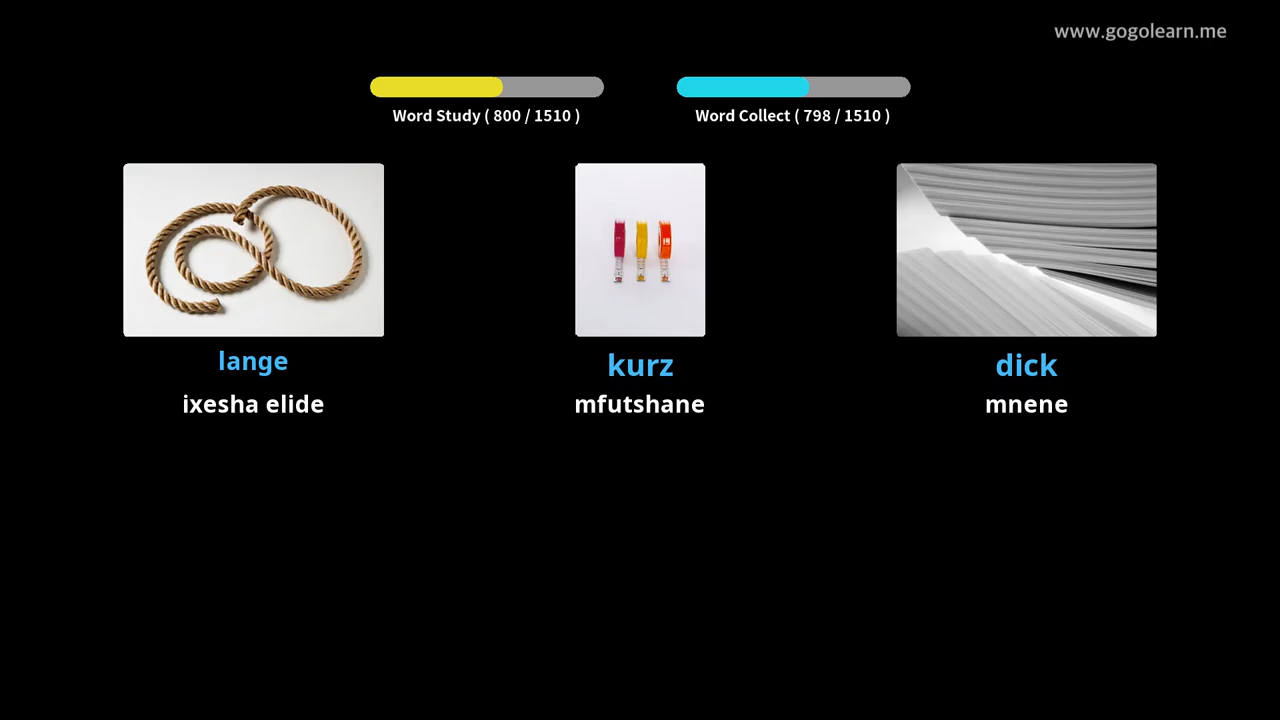 www.gogolearn.me
Word Study ( 800 / 1510 )
Word Collect ( 798 / 1510 )
lange
kurz
dick
ixesha elide
mfutshane
mnene